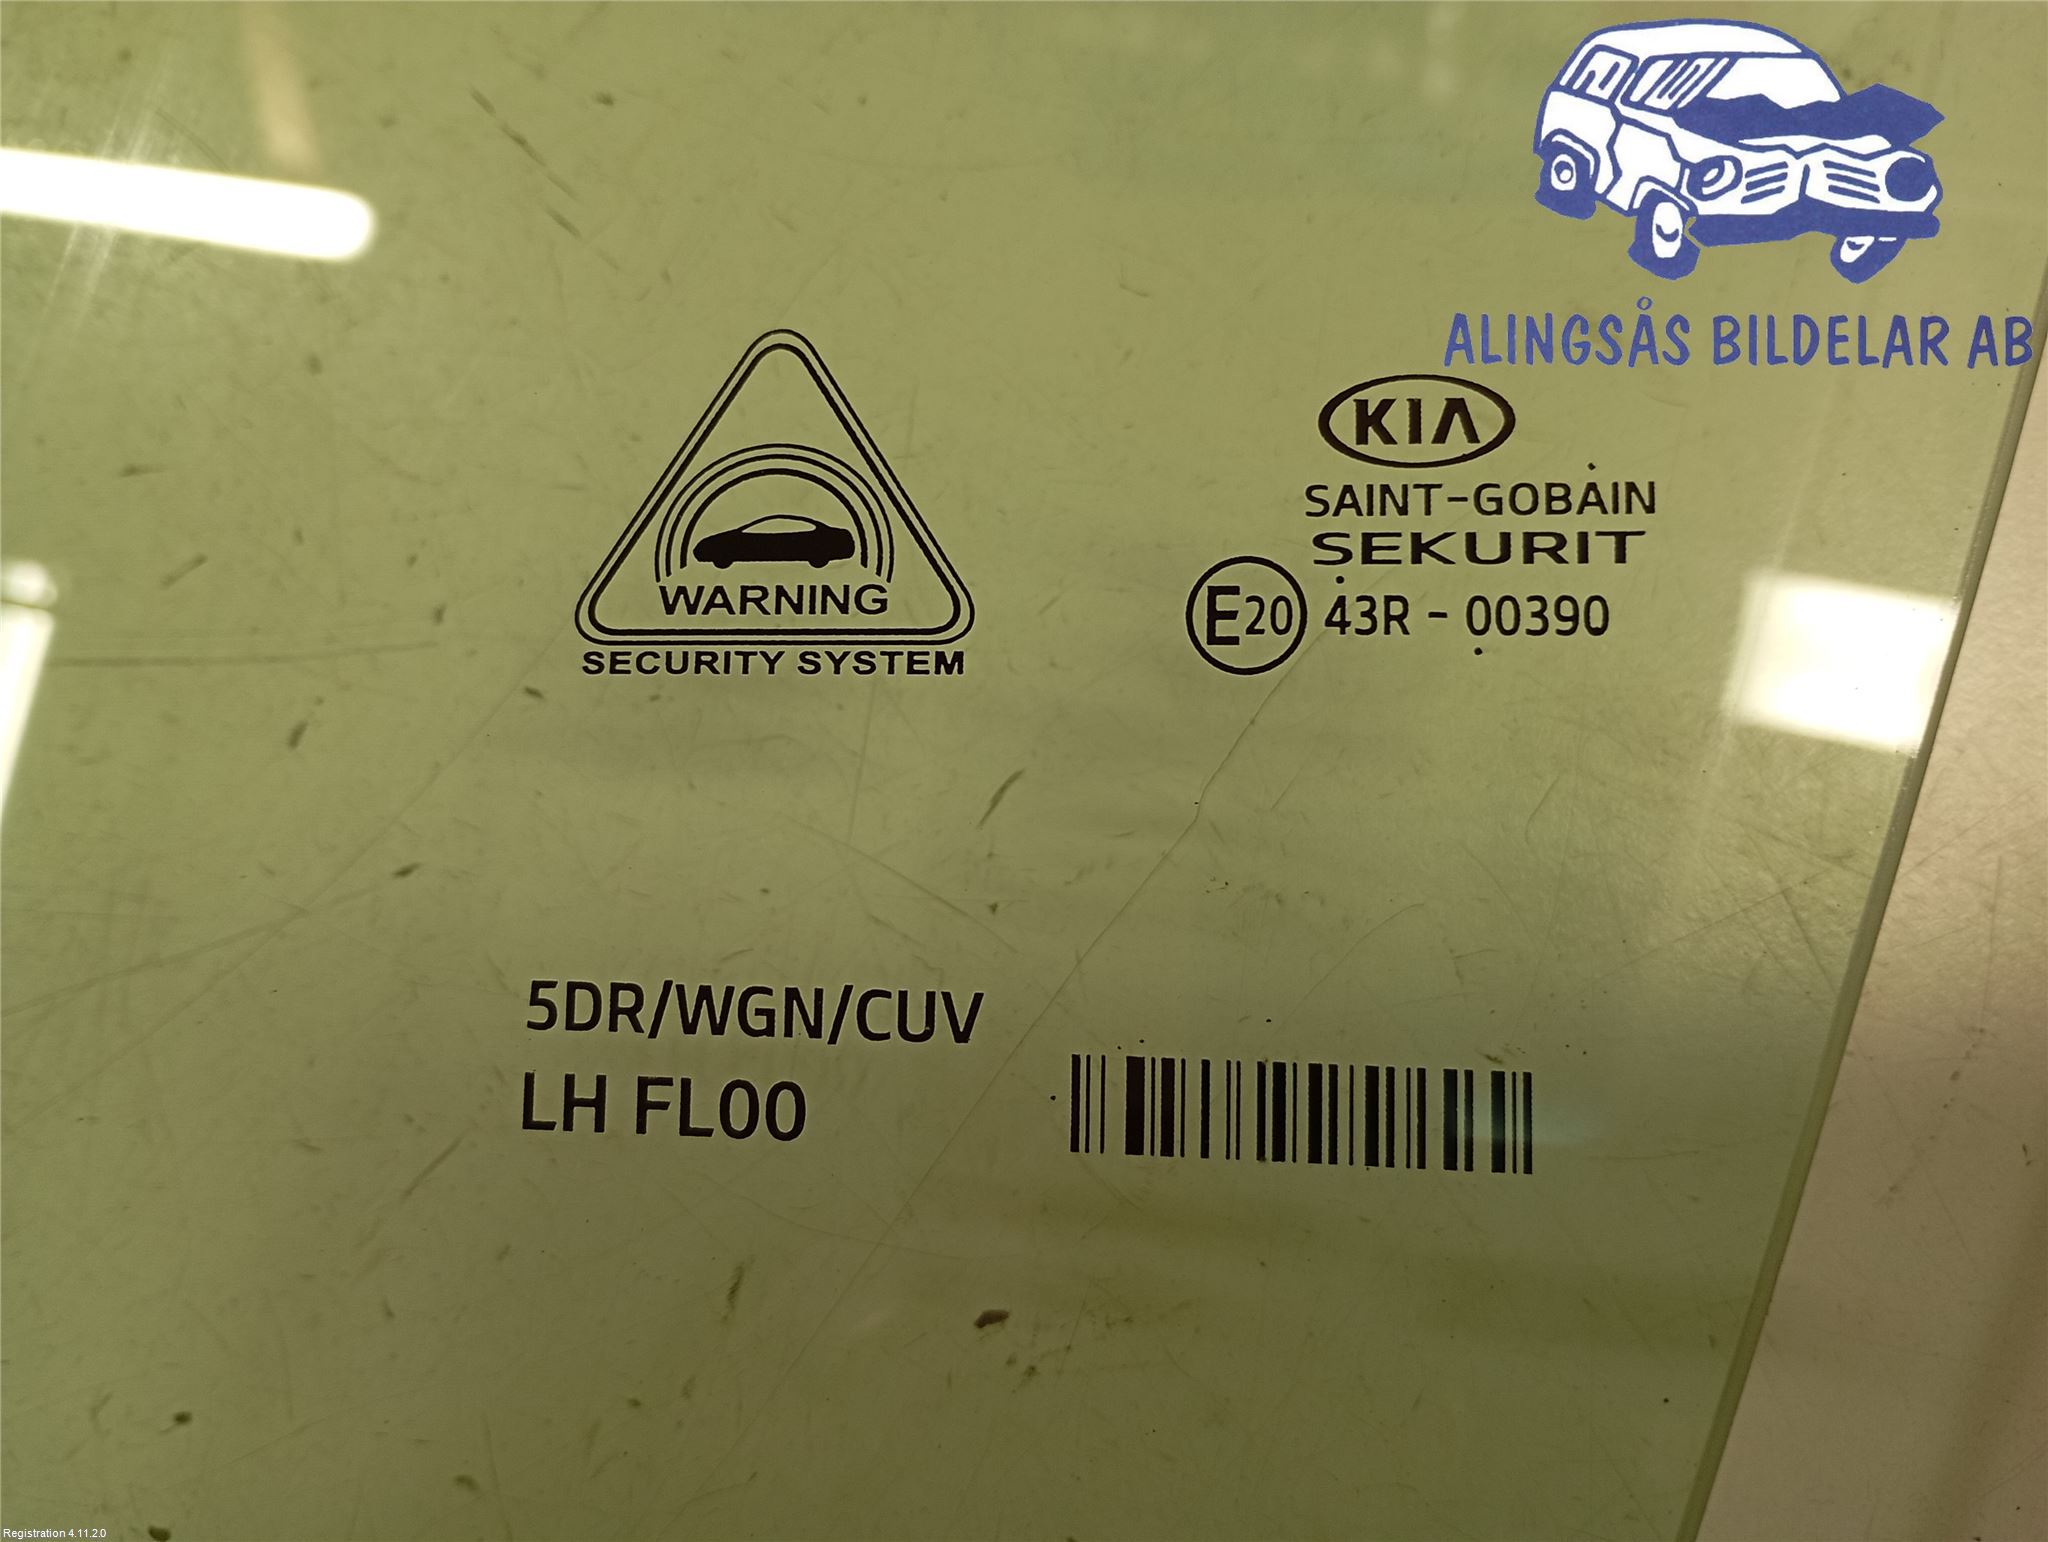 ALINGSÅS BILDELAR AB
KIA
SAINT-GOBAIN
SEKURIT
E20 43R - 00390
WARNING
SECURITY SYSTEM
5DR/WGN/CUV
LH FL00
Registration 4.11.2.0